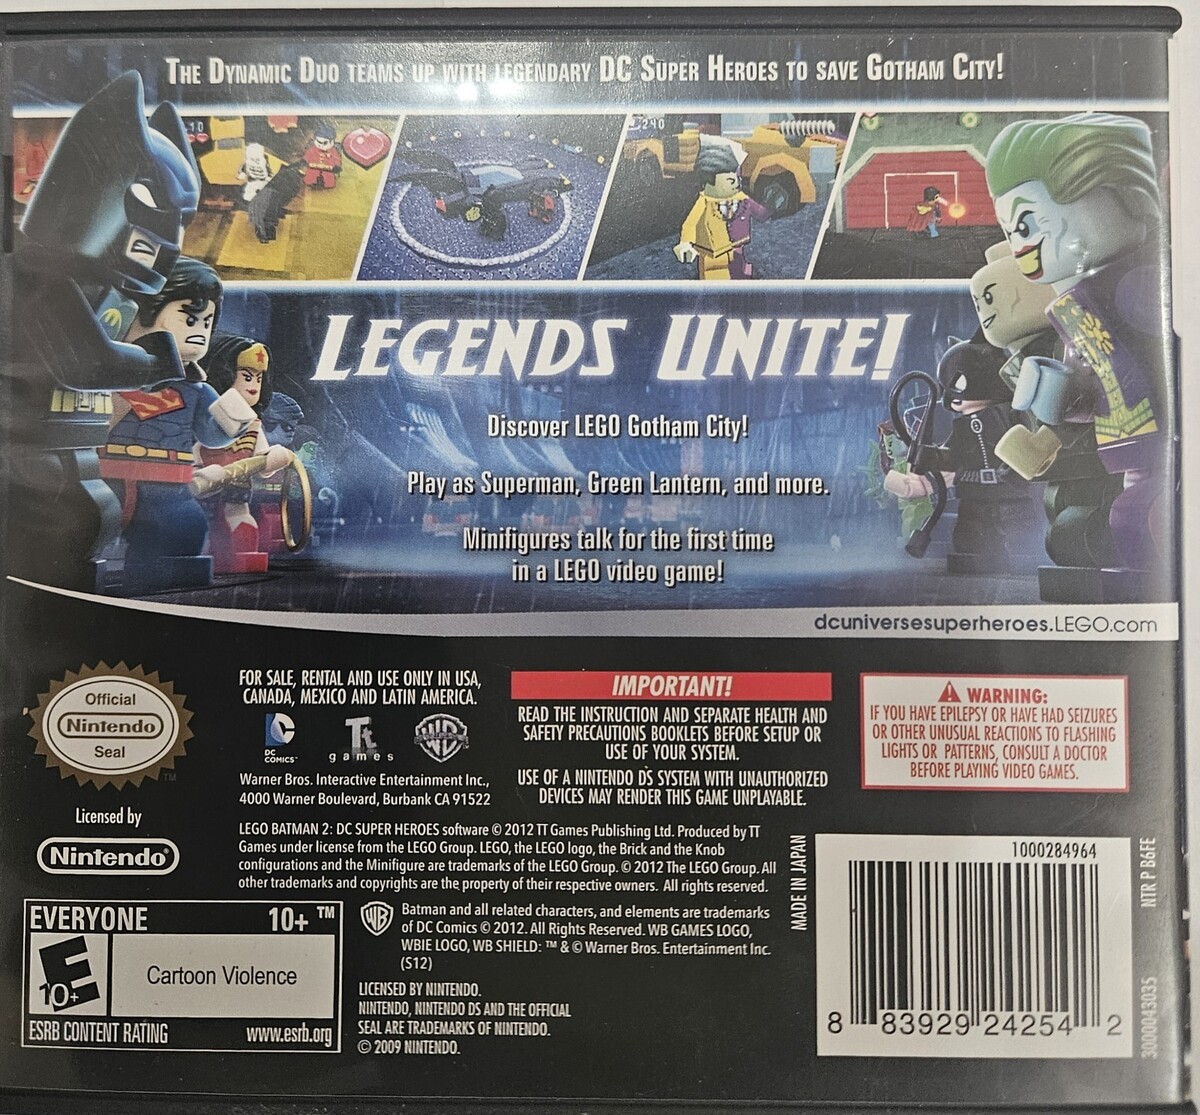 THE DYNAMIC DUO TEAMS UP WITH LEGENDARY DC SUPER HEROES TO SAVE GOTHAM CITY!
10
240
LEGENDS UNITE!
Discover LEGO Gotham City!
Play as Superman, Green Lantern, and more.
Minifigures talk for the first time
in a LEGO video game!
dcuniversesuperheroes.LEGO.com
Official
Nintendo
Seal
TM
Licensed by
Nintendo®
FOR SALE, RENTAL AND USE ONLY IN USA,
CANADA, MEXICO AND LATIN AMERICA.
DC
COMICS™
Tt
games
WB
Warner Bros. Interactive Entertainment Inc.,
4000 Warner Boulevard, Burbank CA 91522
IMPORTANT!
READ THE INSTRUCTION AND SEPARATE HEALTH AND
SAFETY PRECAUTIONS BOOKLETS BEFORE SETUP OR
USE OF YOUR SYSTEM.
USE OF A NINTENDO DS SYSTEM WITH UNAUTHORIZED
DEVICES MAY RENDER THIS GAME UNPLAYABLE.
WARNING:
IF YOU HAVE EPILEPSY OR HAVE HAD SEIZURES
OR OTHER UNUSUAL REACTIONS TO FLASHING
LIGHTS OR PATTERNS, CONSULT A DOCTOR
BEFORE PLAYING VIDEO GAMES.
LEGO BATMAN 2: DC SUPER HEROES software © 2012 TT Games Publishing Ltd. Produced by TT
Games under license from the LEGO Group. LEGO, the LEGO logo, the Brick and the Knob
configurations and the Minifigure are trademarks of the LEGO Group. © 2012 The LEGO Group. All
other trademarks and copyrights are the property of their respective owners. All rights reserved.
WB
Batman and all related characters, and elements are trademarks
of DC Comics © 2012. All Rights Reserved. WB GAMES LOGO,
WBIE LOGO, WB SHIELD: ™ & © Warner Bros. Entertainment Inc.
(S12)
LICENSED BY NINTENDO.
NINTENDO, NINTENDO DS AND THE OFFICIAL
SEAL ARE TRADEMARKS OF NINTENDO.
© 2009 NINTENDO.
EVERYONE 10+ ™
E
10+
Cartoon Violence
ESRB CONTENT RATING www.esrb.org
MADE IN JAPAN
1000284964
8 83929 24254 2
NTR P B6FE
3000043035